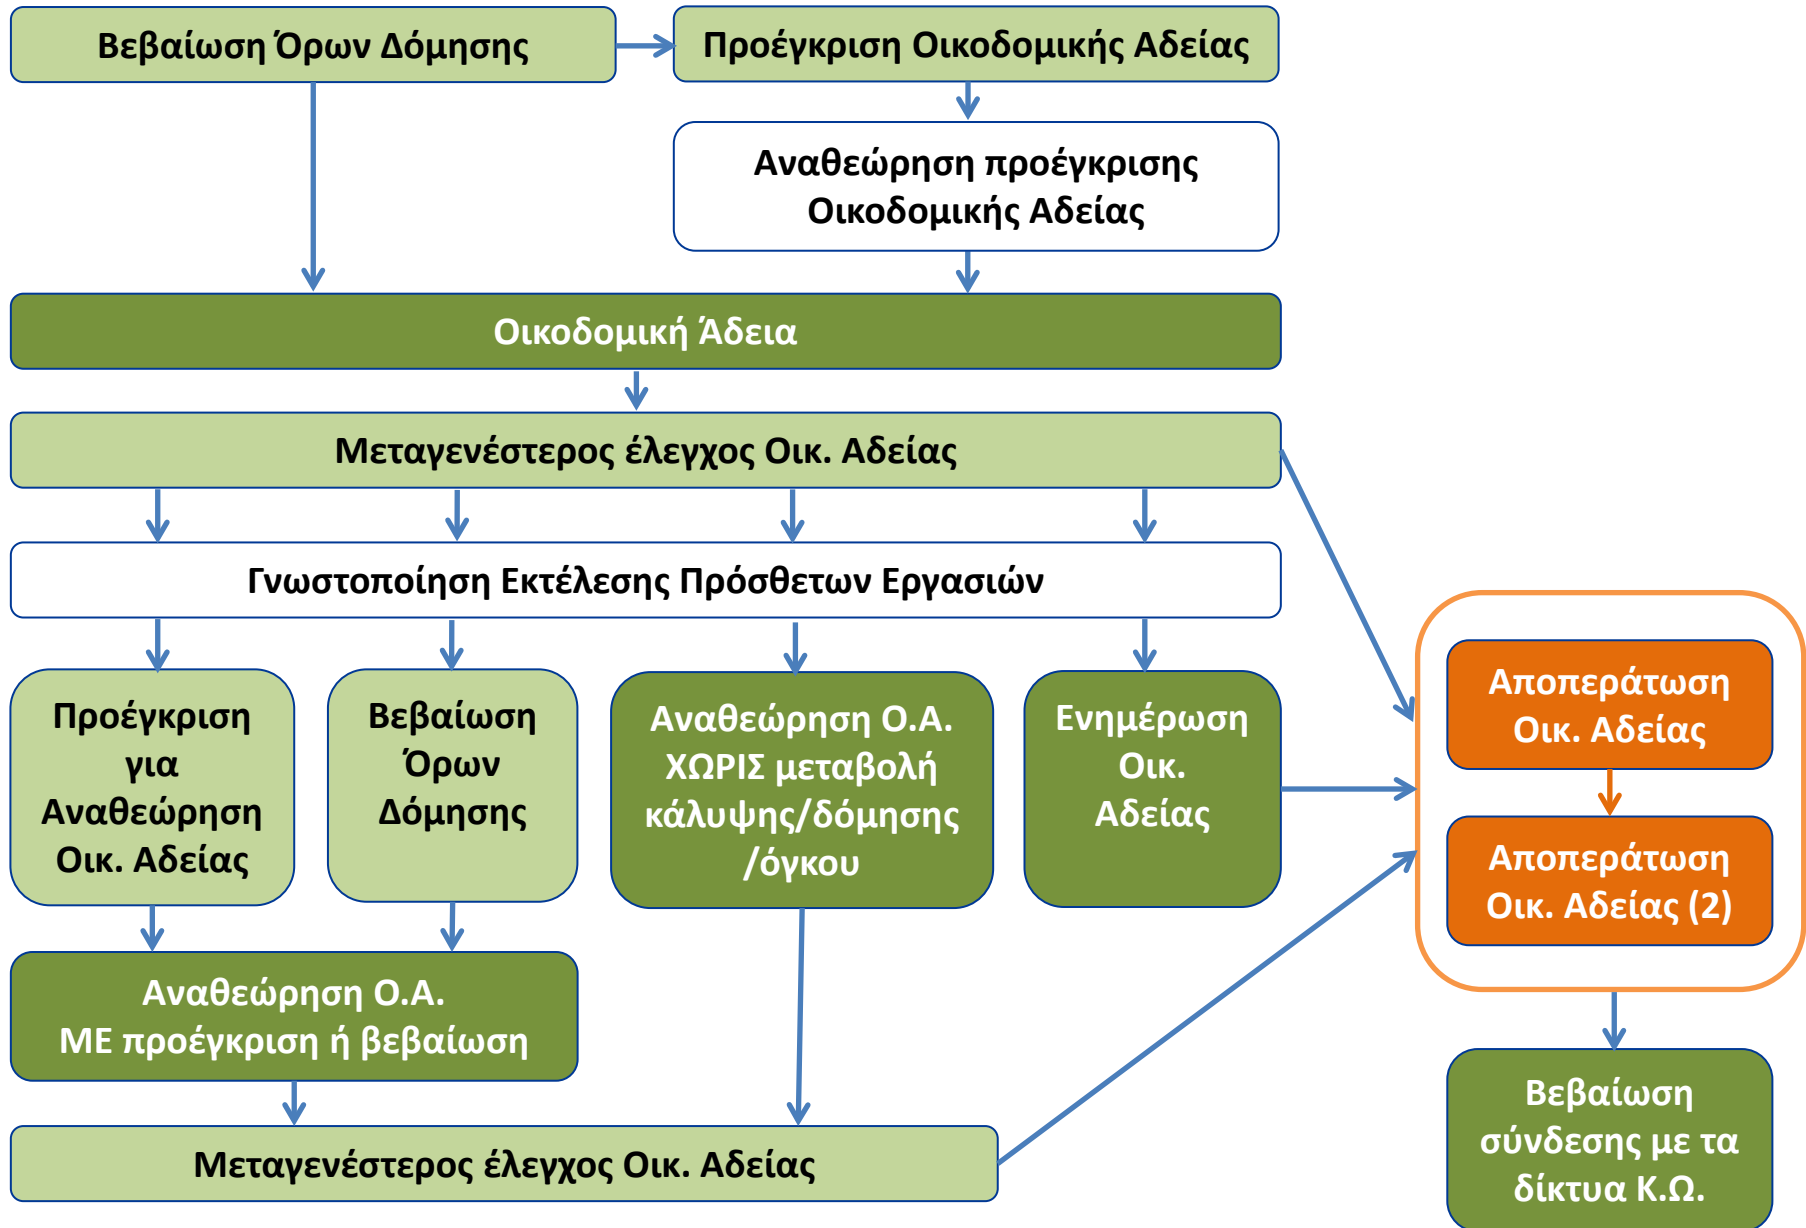 Βεβαίωση Όρων Δόμησης
Προέγκριση Οικοδομικής Αδείας
Αναθεώρηση προέγκρισης
Οικοδομικής Αδείας
Οικοδομική Άδεια
Μεταγενέστερος έλεγχος Οικ. Αδείας
Γνωστοποίηση Εκτέλεσης Πρόσθετων Εργασιών
Προέγκριση
για
Αναθεώρηση
Οικ. Αδείας
Βεβαίωση
Όρων
Δόμησης
Αναθεώρηση Ο.Α.
ΧΩΡΙΣ μεταβολή
κάλυψης/δόμησης
/όγκου
Ενημέρωση
Οικ.
Αδείας
Αποπεράτωση
Οικ. Αδείας
Αποπεράτωση
Οικ. Αδείας (2)
Αναθεώρηση Ο.Α.
ΜΕ προέγκριση ή βεβαίωση
Μεταγενέστερος έλεγχος Οικ. Αδείας
Βεβαίωση
σύνδεσης με τα
δίκτυα Κ.Ω.